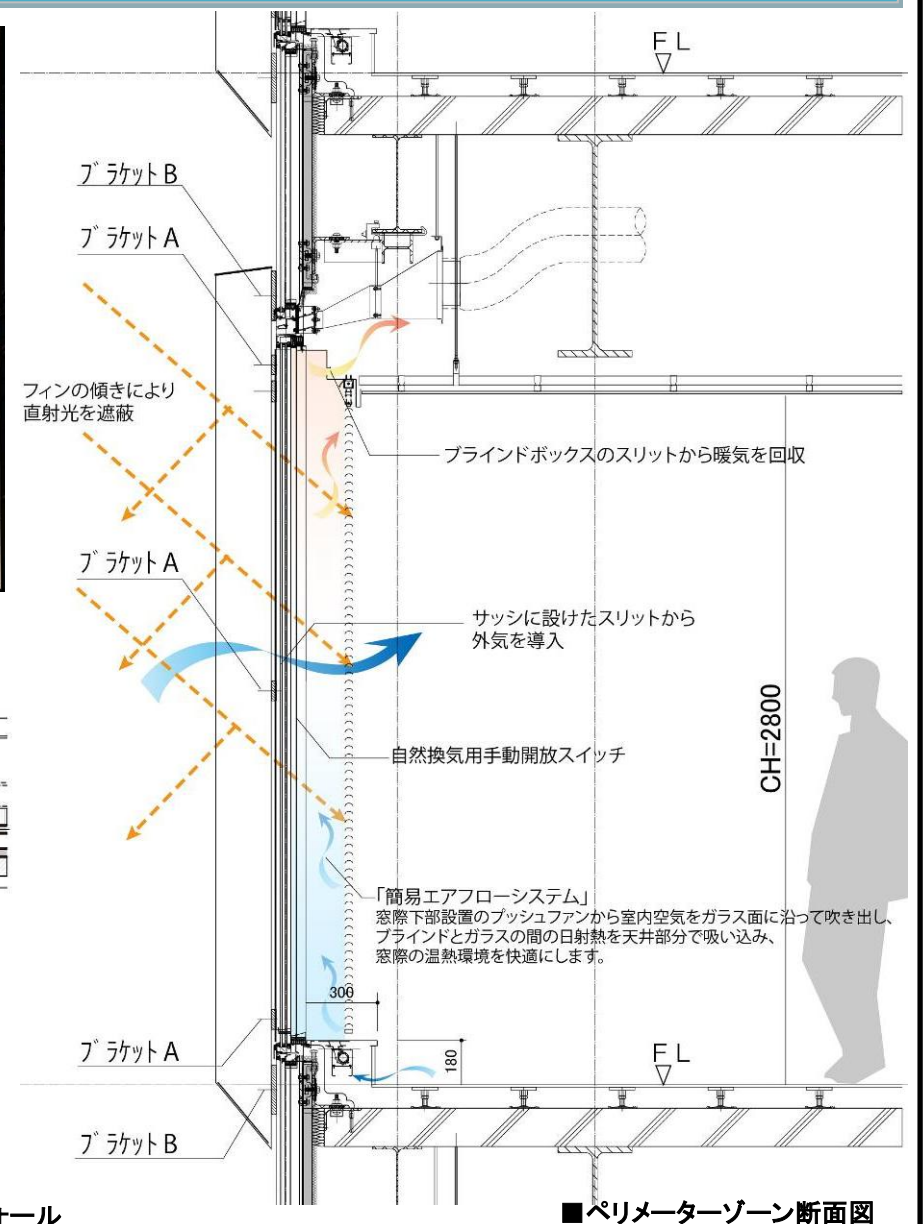 FL
ブラケットB
ブラケットA
フィンの傾きにより
直射光を遮蔽
ブラインドボックスのスリットから暖気を回収
ブラケットA
サッシに設けたスリットから
外気を導入
CH=2800
自然換気用手動開放スイッチ
「簡易エアフローシステム」
窓際下部設置のプッシュファンから室内空気をガラス面に沿って吹き出し、
ブラインドとガラスの間の日射熱を天井部分で吸い込み、
窓際の温熱環境を快適にします。
300
ブラケットA
180
FL
ブラケットB
ォール
■ペリメーターゾーン断面図